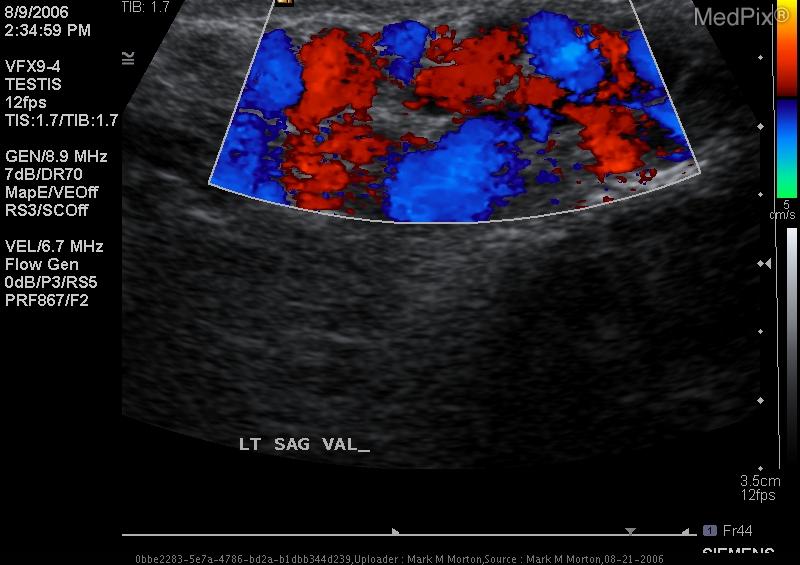 8/9/2006
2:34:59 PM
TIB: 1.7
MedPix®
VFX9-4
TESTIS
12fps
TIS:1.7/TIB:1.7
GEN/8.9 MHz
7dB/DR70
MapE/VEOff
RS3/SCOff
VEL/6.7 MHz
Flow Gen
0dB/P3/RS5
PRF867/F2
5
cm/s
LT SAG VAL_
3.5cm
12fps
1 Fr44
SIEMENS
0bbe2283-5e7a-4786-bd2a-b1dbb344d239,Uploader : Mark M Morton,Source : Mark M Morton,08-21-2006